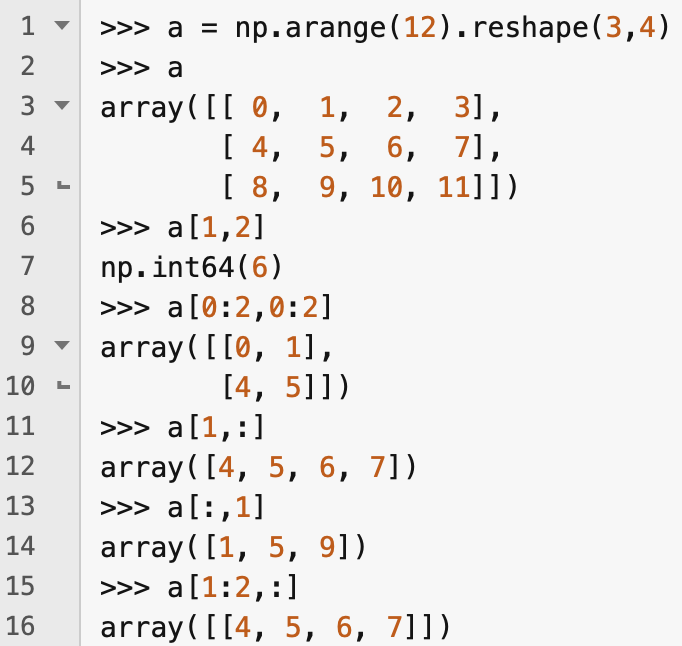 1 >>> a = np.arange(12).reshape(3,4)
2 >>> a
3 array([[ 0,  1,  2,  3],
4        [ 4,  5,  6,  7],
5        [ 8,  9, 10, 11]])
6 >>> a[1,2]
7 np.int64(6)
8 >>> a[0:2,0:2]
9 array([[0, 1],
10        [4, 5]])
11 >>> a[1,:]
12 array([4, 5, 6, 7])
13 >>> a[:,1]
14 array([1, 5, 9])
15 >>> a[1:2,:]
16 array([[4, 5, 6, 7]])